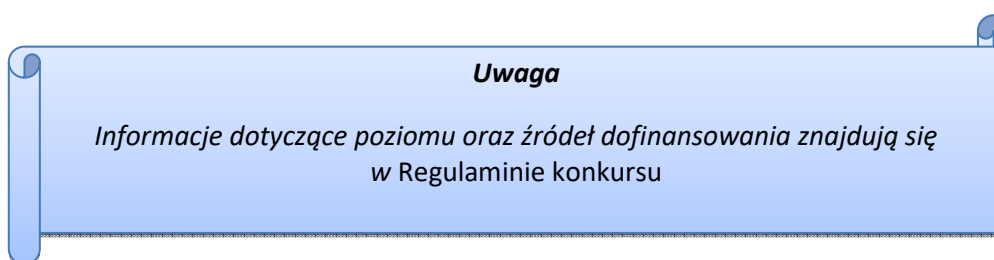 Uwaga
Informacje dotyczące poziomu oraz źródeł dofinansowania znajdują się
w Regulaminie konkursu